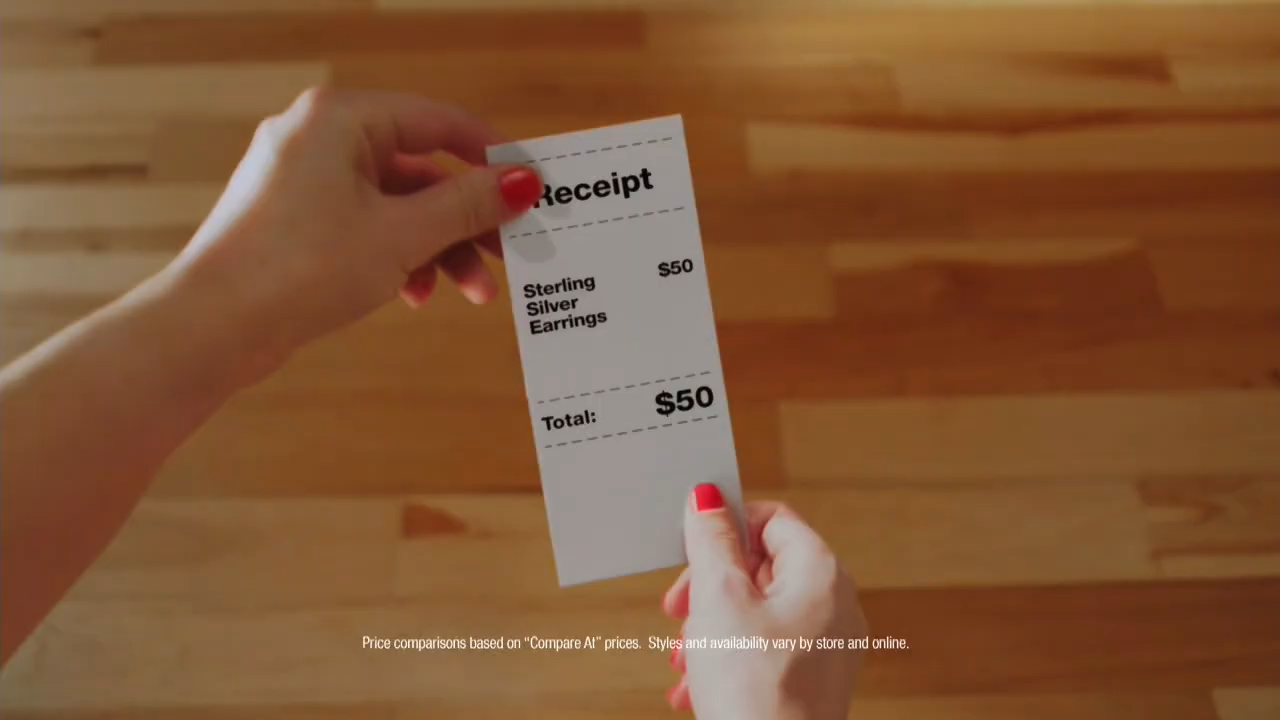 Receipt
Sterling $50
Silver
Earrings
Total: $50
Price comparisons based on “Compare At” prices. Styles and availability vary by store and online.